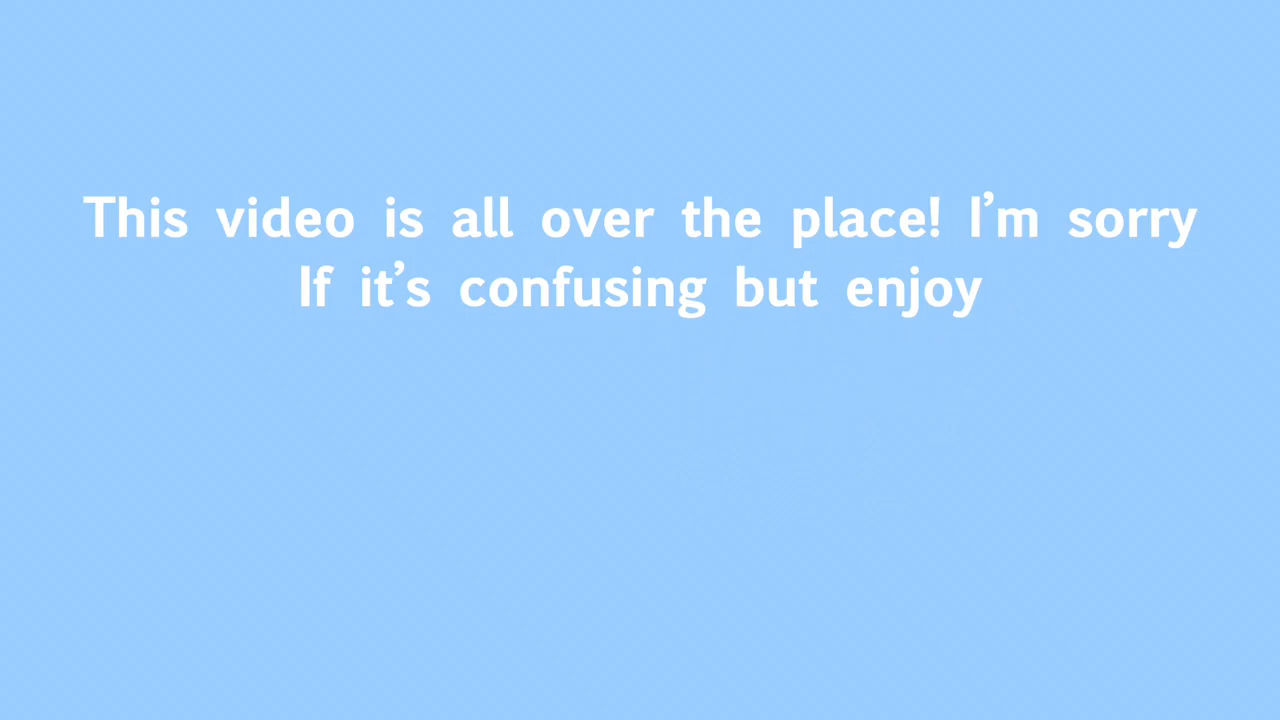 This video is all over the place! I’m sorry
If it’s confusing but enjoy